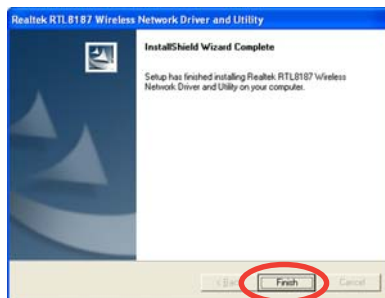 Realtek RTL8187 Wireless Network Driver and Utility
InstallShield Wizard Complete
Setup has finished installing Realtek RTL8187 Wireless
Network Driver and Utility on your computer.
< Back Finish Cancel